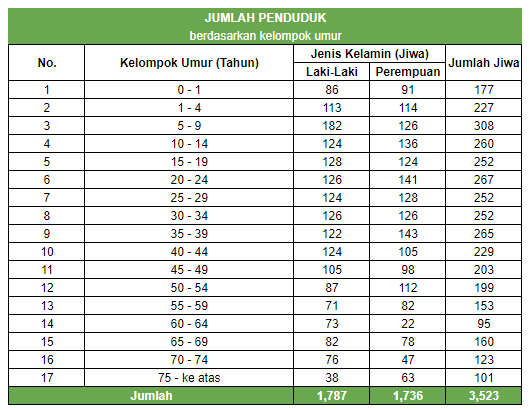 JUMLAH PENDUDUK
berdasarkan kelompok umur
No. Kelompok Umur (Tahun) Jenis Kelamin (Jiwa) Jumlah Jiwa
Laki-Laki Perempuan
1 0 - 1 86 91 177
2 1 - 4 113 114 227
3 5 - 9 182 126 308
4 10 - 14 124 136 260
5 15 - 19 128 124 252
6 20 - 24 126 141 267
7 25 - 29 124 128 252
8 30 - 34 126 126 252
9 35 - 39 122 143 265
10 40 - 44 124 105 229
11 45 - 49 105 98 203
12 50 - 54 87 112 199
13 55 - 59 71 82 153
14 60 - 64 73 22 95
15 65 - 69 82 78 160
16 70 - 74 76 47 123
17 75 - ke atas 38 63 101
Jumlah 1,787 1,736 3,523